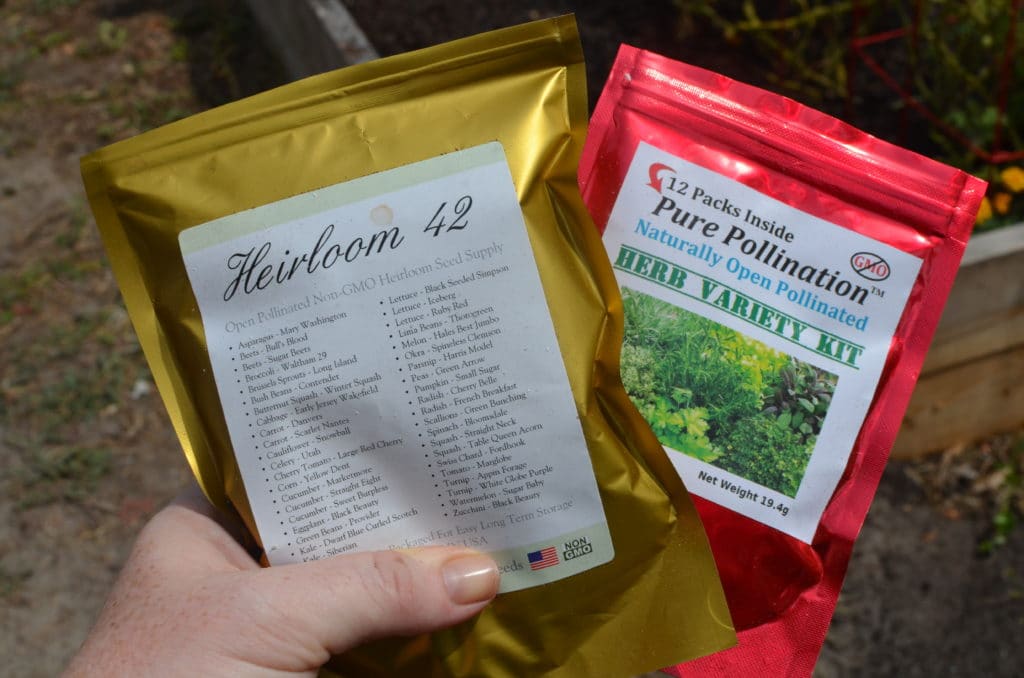 Heirloom 42
Open Pollinated Non-GMO Heirloom Seed Supply
Asparagus - Mary Washington
Beets - Bull's Blood
Beets - Sugar Beets
Broccoli - Waltham 29
Brussels Sprouts - Long Island
Bush Beans - Contender
Butternut Squash - Winter Squash
Cabbage - Early Jersey Wakefield
Carrot - Danvers
Carrot - Scarlet Nantes
Cauliflower - Snowball
Celery - Utah
Cherry Tomato - Large Red Cherry
Corn - Yellow Dent
Cucumber - Marketmore
Cucumber - Straight Eight
Cucumber - Sweet Burpless
Eggplant - Black Beauty
Green Beans - Provider
Kale - Dwarf Blue Curled Scotch
Kale - Siberian
Lettuce - Black Seeded Simpson
Lettuce - Iceberg
Lettuce - Ruby Red
Lima Beans - Thorogreen
Melon - Hales Best Jumbo
Okra - Spineless Clemson
Parsnip - Harris Model
Peas - Green Arrow
Pumpkin - Small Sugar
Radish - Cherry Belle
Radish - French Breakfast
Scallions - Green Bunching
Spinach - Bloomsdale
Squash - Straight Neck
Squash - Table Queen Acorn
Swiss Chard - Fordhook
Tomato - Marglobe
Turnip - Purple
Turnip - White Globe Purple
Watermelon - Sugar Baby
Zucchini - Black Beauty
Packaged For Easy Long Term Storage
USA
eeds
NON
GMO
12 Packs Inside
Pure Pollination™
GMO
Naturally Open Pollinated
HERB VARIETY KIT
Net Weight 19.4g